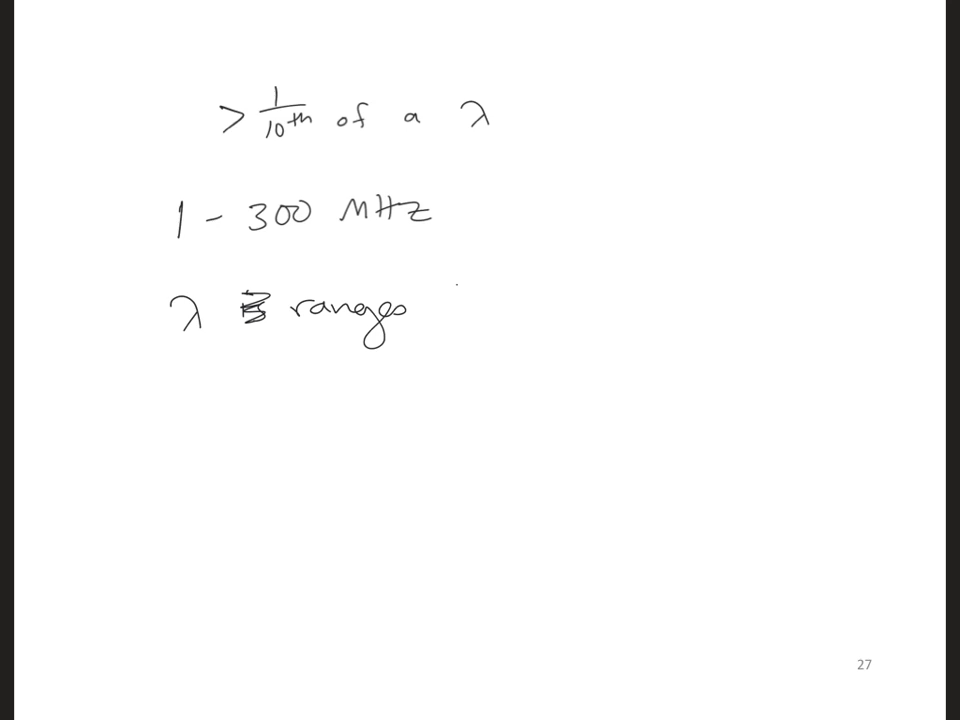 > 1/10th of a λ
1 - 300 MHz
λ ranges
27